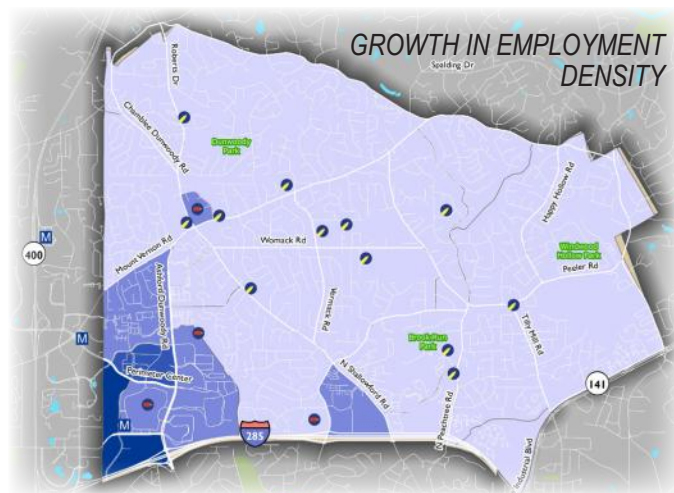 GROWTH IN EMPLOYMENT
DENSITY
Spalding Dr
Roberts Dr
Chamblee Dunwoody Rd
Dunwoody
Park
Happy Hollow Rd
M
400
Mount Vernon Rd
Womack Rd
Windwood
Hollow Park
Peeler Rd
Ashford Dunwoody Rd
Vermack Rd
Tilly Mill Rd
M
Brook Run
Park
Perimeter Center
N Shallowford Rd
141
M
285
N Peachtree Rd
Industrial Blvd